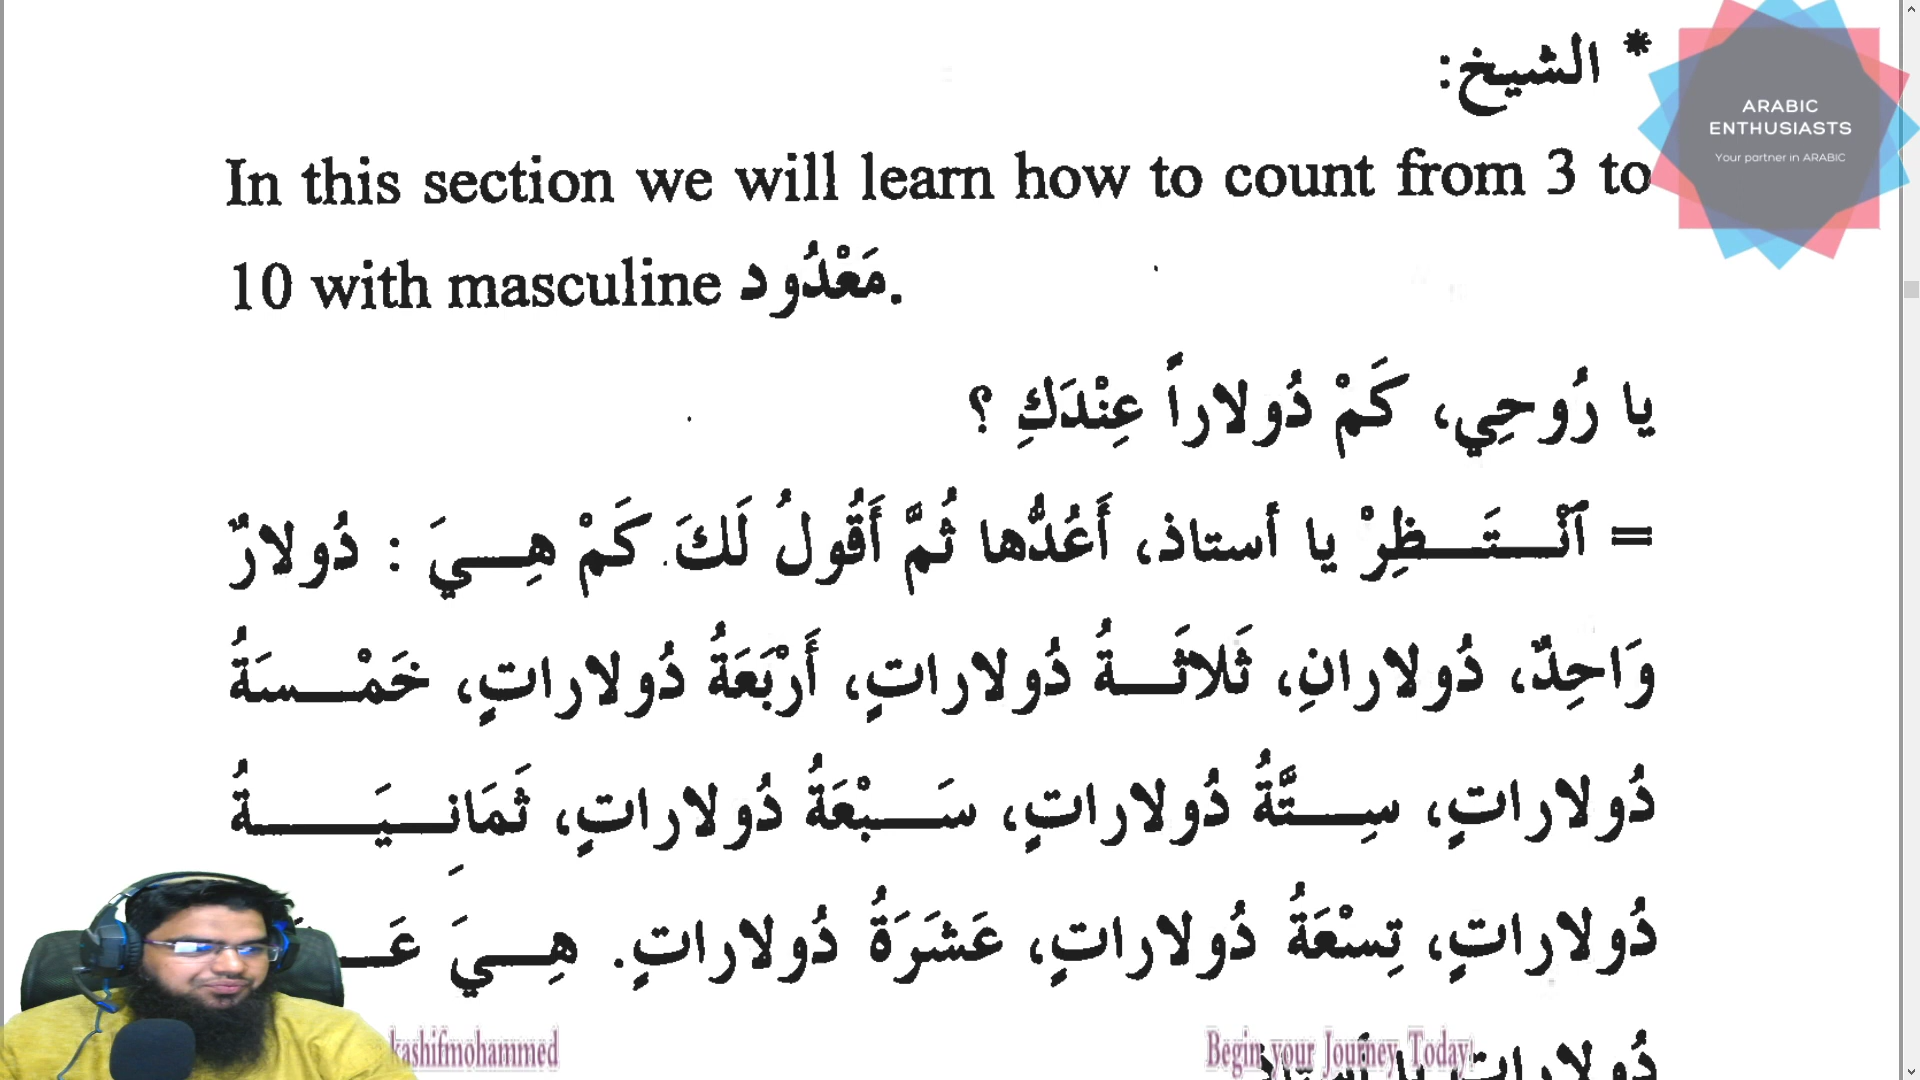 * الشيخ:
ARABIC
ENTHUSIASTS
Your partner in ARABIC
In this section we will learn how to count from 3 to
10 with masculine مَعْدُود.
يا رُوحِي، كَمْ دُولاراً عِنْدَكِ ؟
= ٱنْـتَـظِرْ يا أستاذ، أَعُدُّها ثُمَّ أَقُولُ لَكَ كَمْ هِـيَ : دُولارٌ
وَاحِدٌ، دُولارانِ، ثَلاثَـةُ دُولاراتٍ، أَرْبَعَةُ دُولاراتٍ، خَمْـسَةُ
دُولاراتٍ، سِـتَّةُ دُولاراتٍ، سَـبْعَةُ دُولاراتٍ، ثَمَانِـيَـةُ
دُولاراتٍ، تِسْعَةُ دُولاراتٍ، عَشَرَةُ دُولاراتٍ. هِـيَ
دُولارات
kashifmohammed
Begin your Journey Today!